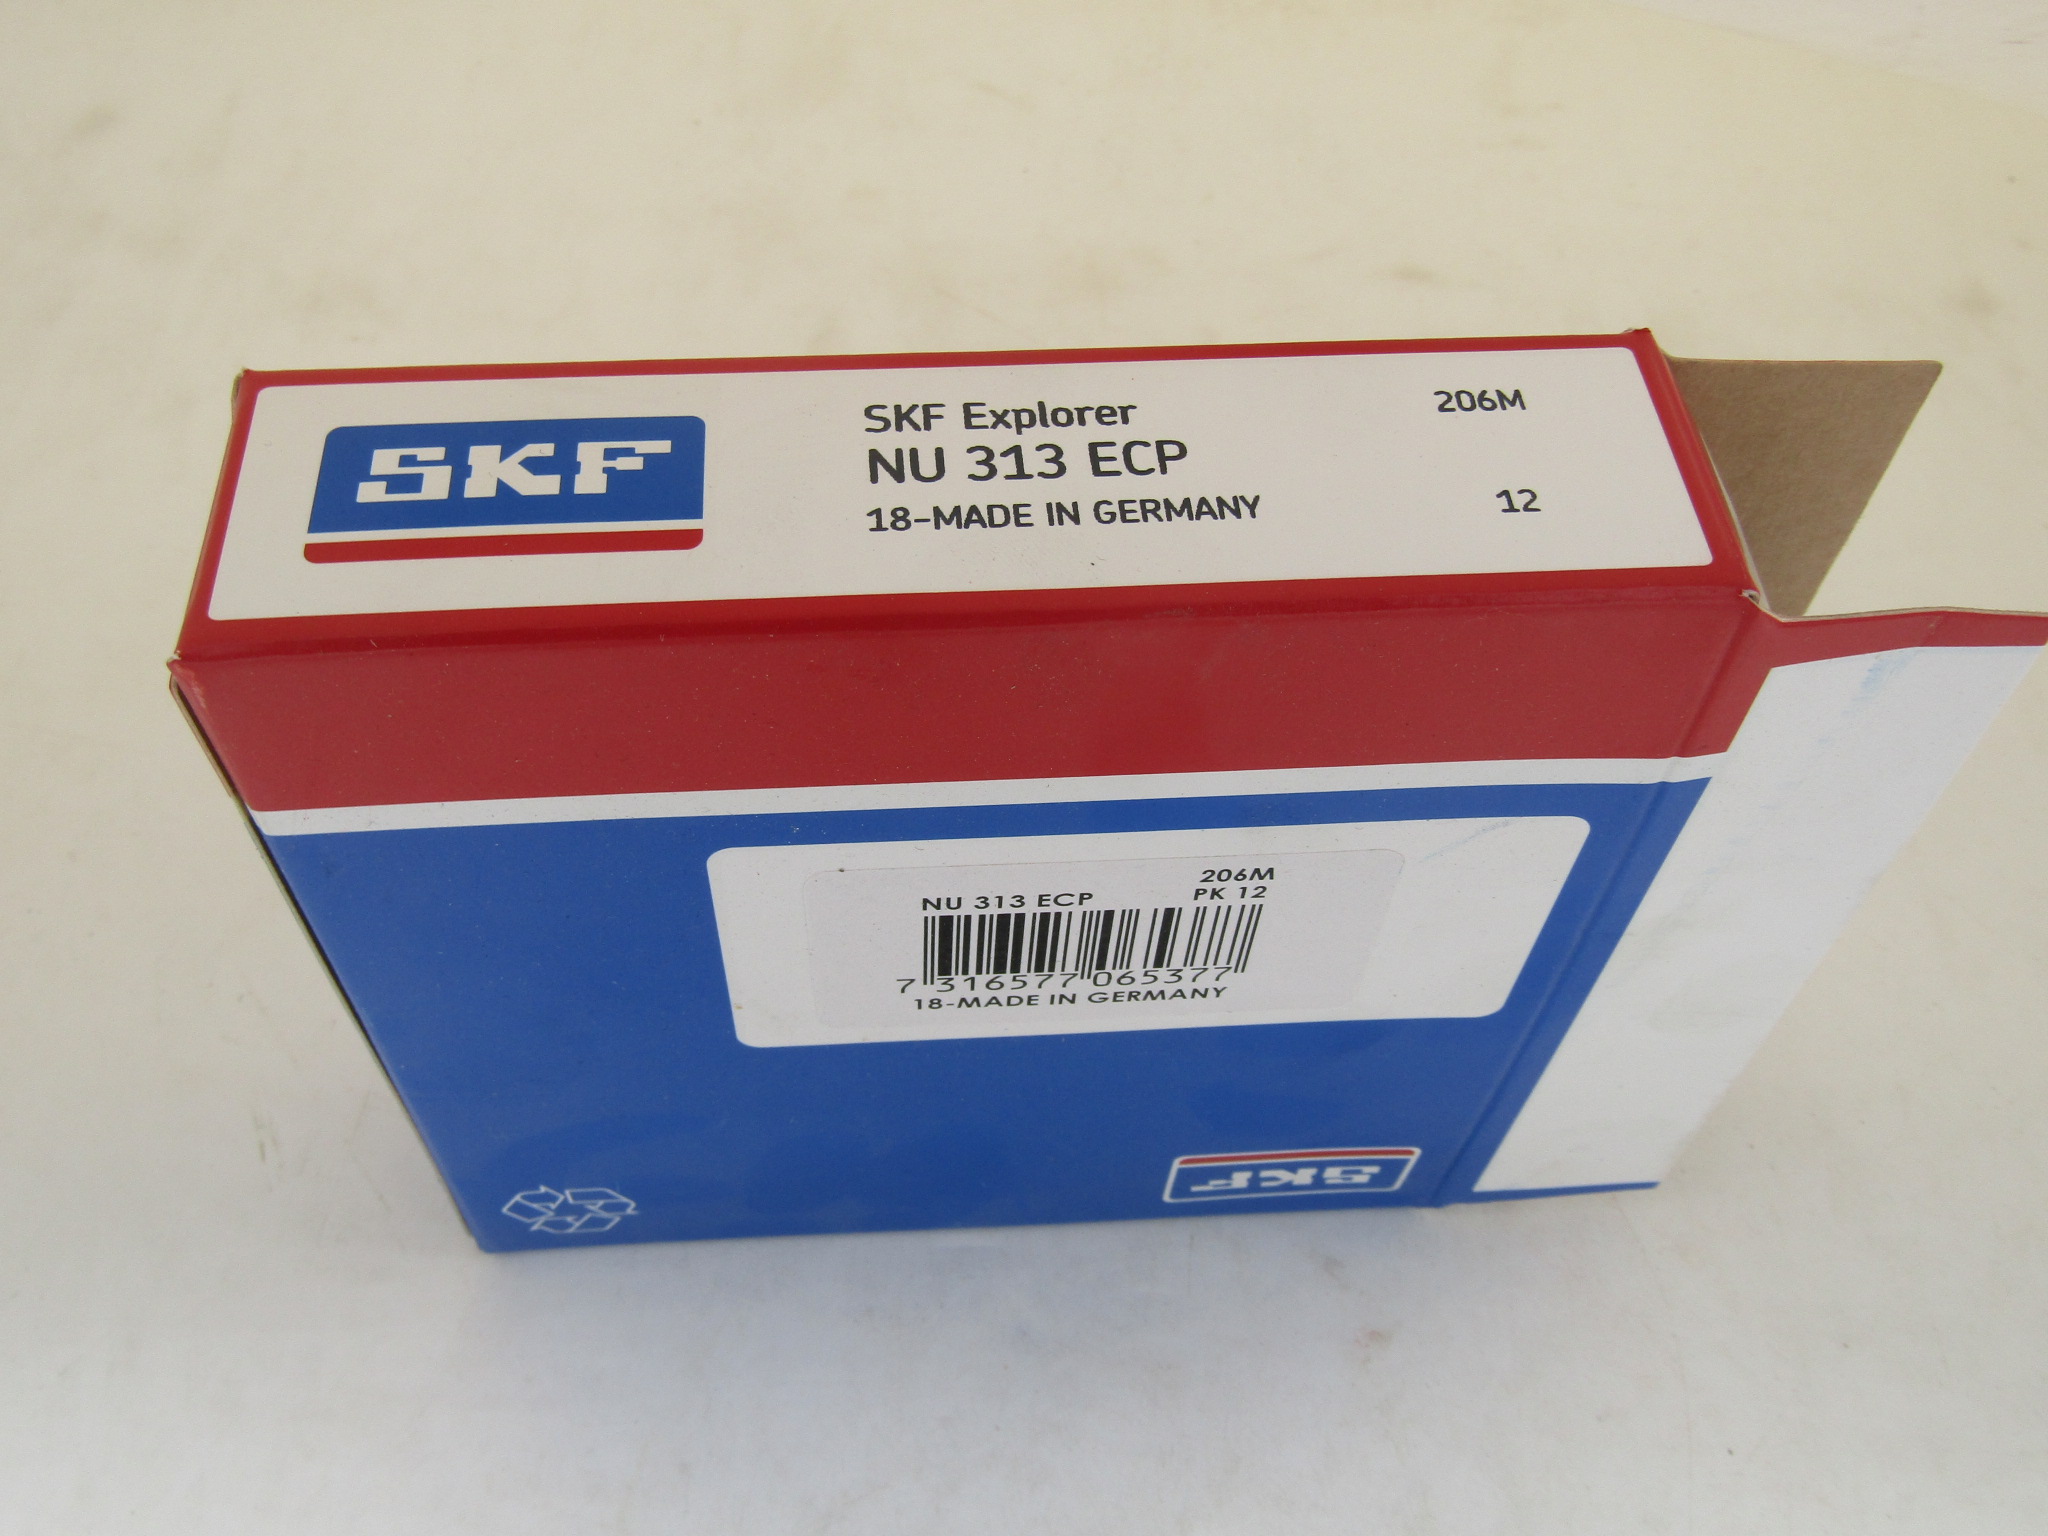 SKF
SKF Explorer
206M
NU 313 ECP
18-MADE IN GERMANY
12
206M
NU 313 ECP
PK 12
7 316577 065377
18-MADE IN GERMANY
SKF